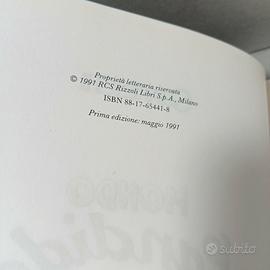 Proprietà letteraria riservata
© 1991 RCS Rizzoli Libri S.p.A., Milano
ISBN 88-17-65441-8
Prima edizione: maggio 1991
subito